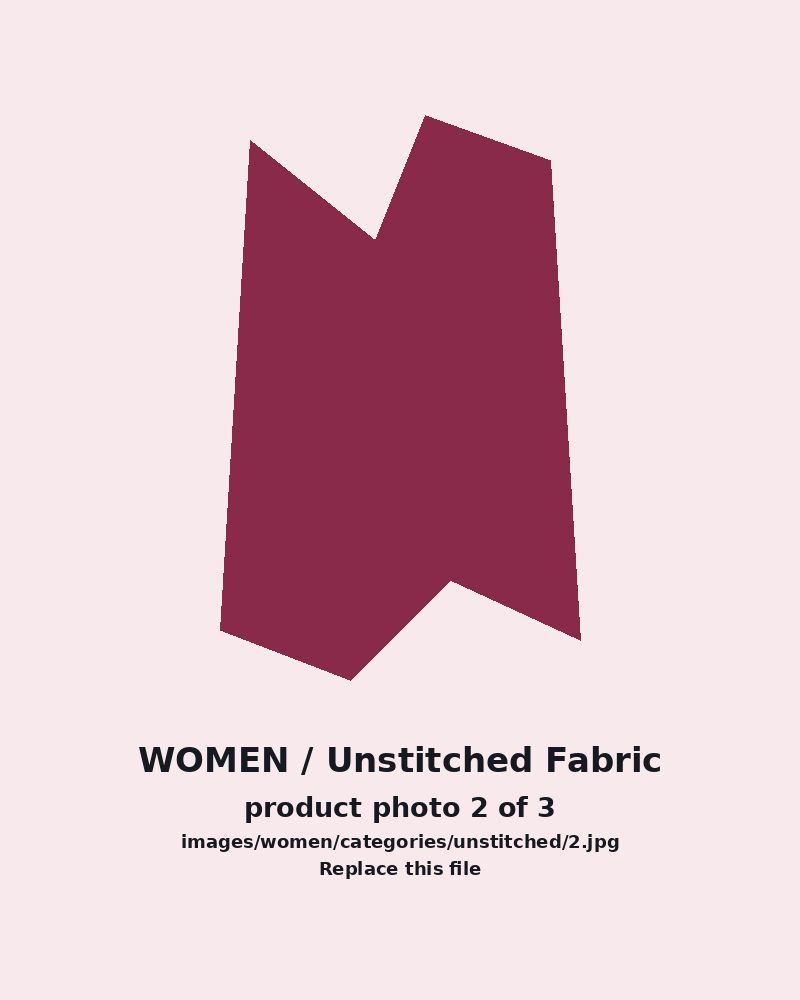 WOMEN / Unstitched Fabric
product photo 2 of 3
images/women/categories/unstitched/2.jpg
Replace this file